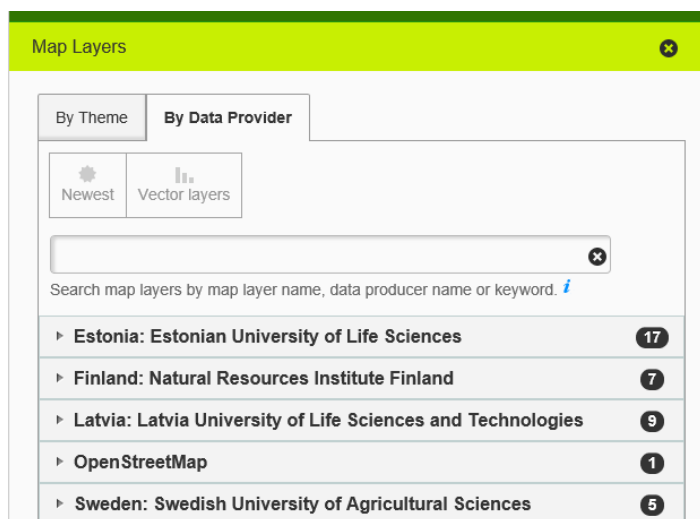 Map Layers
By Theme
By Data Provider
Newest
Vector layers
Search map layers by map layer name, data producer name or keyword. i
Estonia: Estonian University of Life Sciences 17
Finland: Natural Resources Institute Finland 7
Latvia: Latvia University of Life Sciences and Technologies 9
OpenStreetMap 1
Sweden: Swedish University of Agricultural Sciences 5